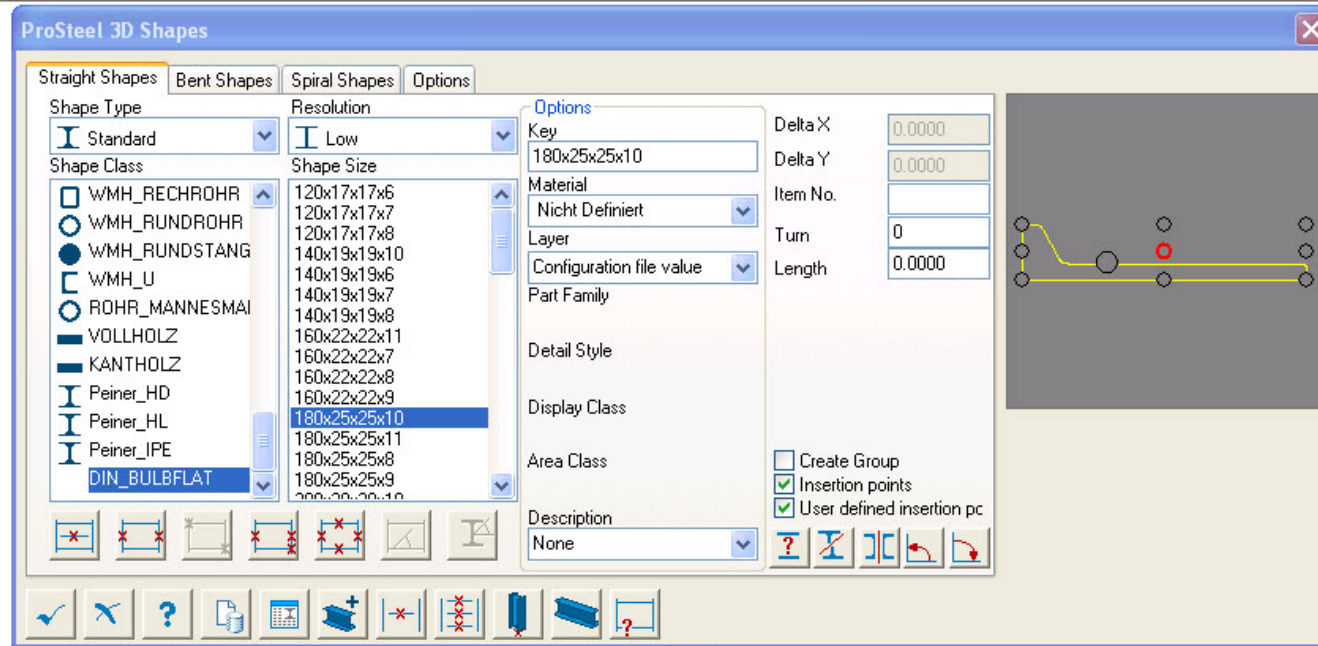 ProSteel 3D Shapes
Straight Shapes
Bent Shapes
Spiral Shapes
Options
Shape Type
Standard
Shape Class
WMH_RECHROHR
WMH_RUNDROHR
WMH_RUNDSTANG
WMH_U
ROHR_MANNESMA
VOLLHOLZ
KANTHOLZ
Peiner_HD
Peiner_HL
Peiner_IPE
DIN_BULBFLAT
Resolution
Low
Shape Size
120x17x17x6
120x17x17x7
120x17x17x8
140x19x19x10
140x19x19x6
140x19x19x7
140x19x19x8
160x22x22x11
160x22x22x7
160x22x22x8
160x22x22x9
180x25x25x10
180x25x25x11
180x25x25x8
180x25x25x9
Options
Key
180x25x25x10
Material
Nicht Definiert
Layer
Configuration file value
Part Family
Detail Style
Display Class
Area Class
Description
None
Delta X 0.0000
Delta Y 0.0000
Item No.
Turn 0
Length 0.0000
Create Group
Insertion points
User defined insertion pc